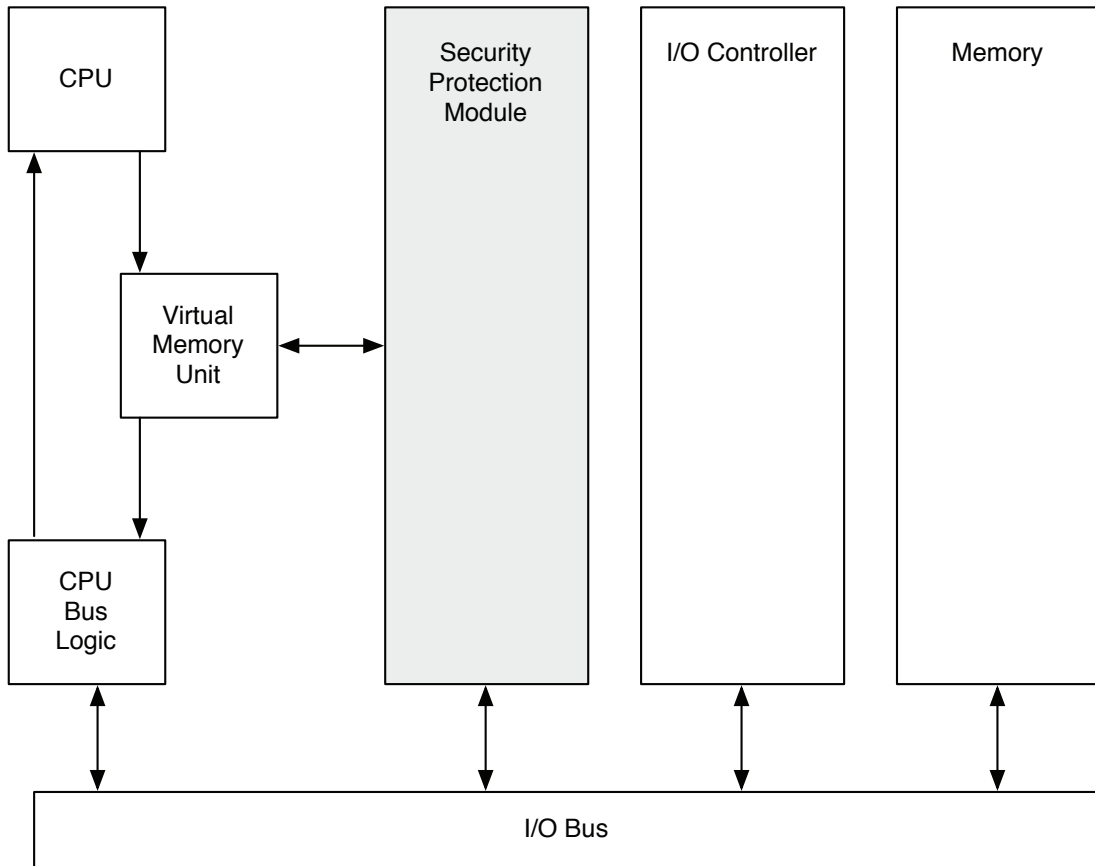 CPU
Security
Protection
Module
I/O Controller
Memory
Virtual
Memory
Unit
CPU
Bus
Logic
I/O Bus